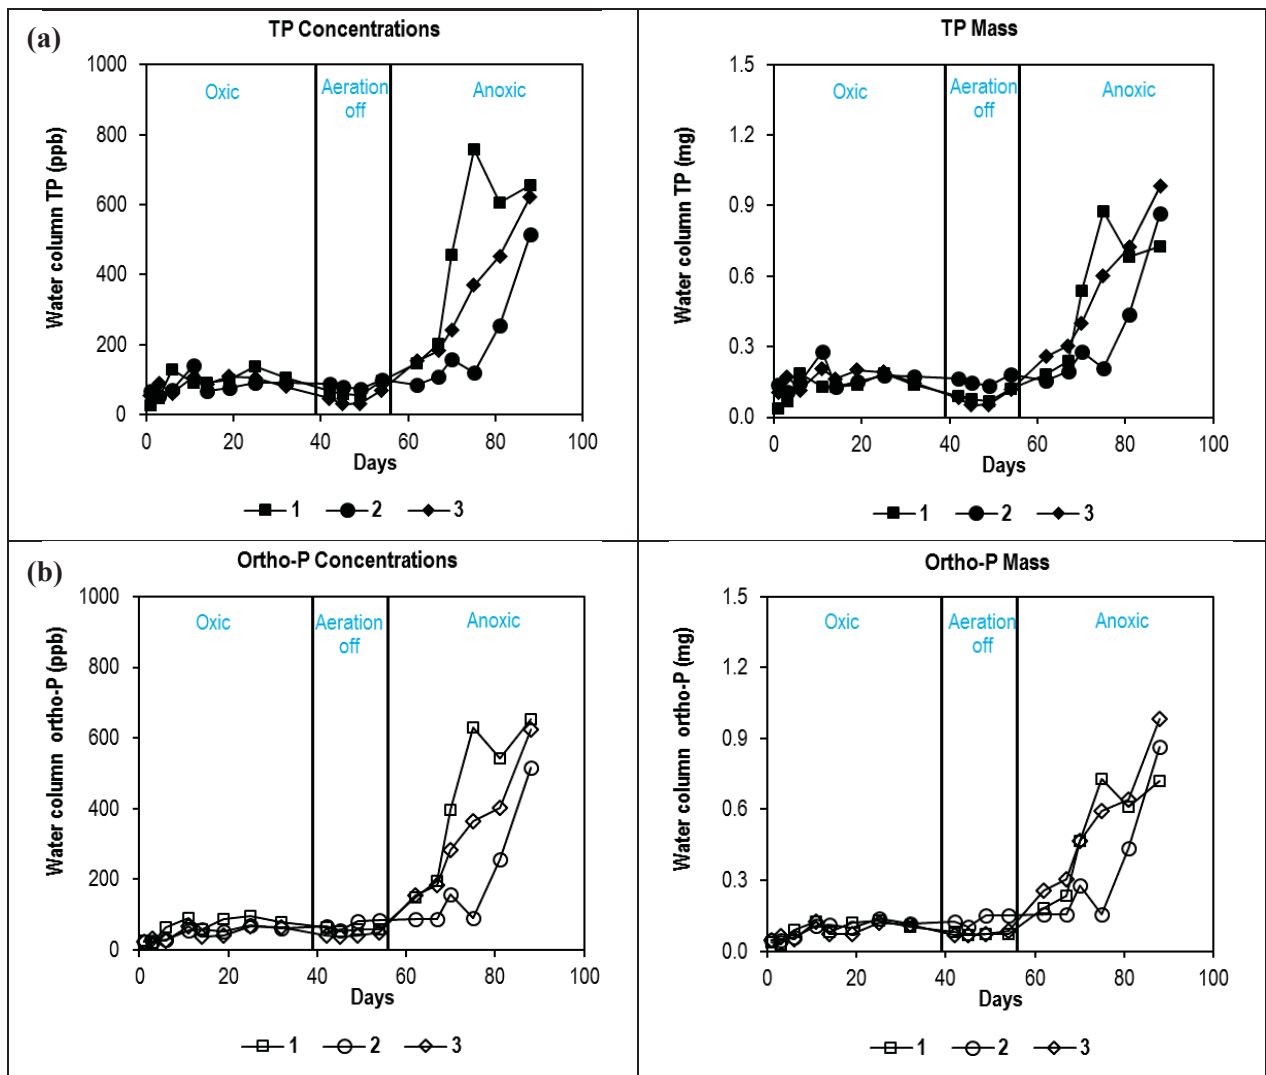 (a)
TP Concentrations
Water column TP (ppb)
1000
800
600
400
200
0
Oxic
Aeration
off
Anoxic
0 20 40 60 80 100
Days
1 2 3
TP Mass
Water column TP (mg)
1.5
1.2
0.9
0.6
0.3
0.0
Oxic
Aeration
off
Anoxic
0 20 40 60 80 100
Days
1 2 3
(b)
Ortho-P Concentrations
Water column ortho-P (ppb)
1000
800
600
400
200
0
Oxic
Aeration
off
Anoxic
0 20 40 60 80 100
Days
1 2 3
Ortho-P Mass
Water column ortho-P (mg)
1.5
1.2
0.9
0.6
0.3
0.0
Oxic
Aeration
off
Anoxic
0 20 40 60 80 100
Days
1 2 3